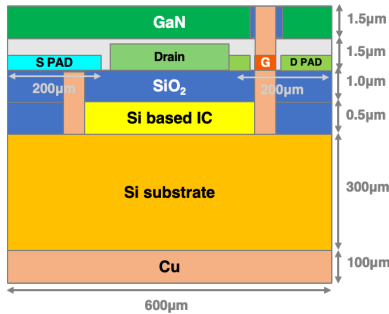 GaN
1.5μm
Drain
1.5μm
S PAD
G
D PAD
200μm
SiO₂
200μm
1.0μm
Si based IC
0.5μm
Si substrate
300μm
Cu
100μm
600μm